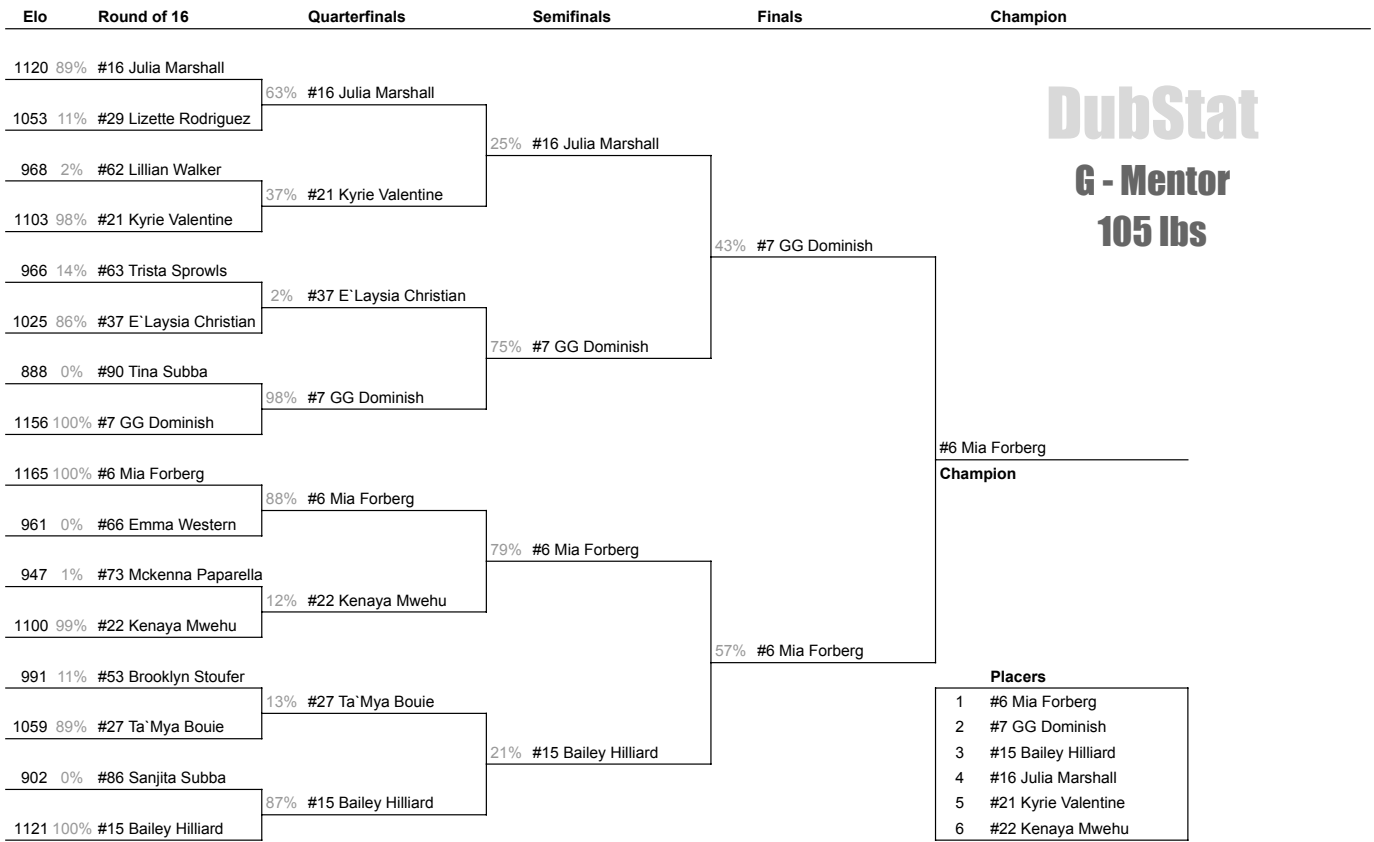 Elo Round of 16 Quarterfinals Semifinals Finals Champion
1120 89% #16 Julia Marshall
63% #16 Julia Marshall
1053 11% #29 Lizette Rodriguez
25% #16 Julia Marshall
968 2% #62 Lillian Walker
37% #21 Kyrie Valentine
1103 98% #21 Kyrie Valentine
43% #7 GG Dominish
966 14% #63 Trista Sprowls
2% #37 E`Laysia Christian
1025 86% #37 E`Laysia Christian
75% #7 GG Dominish
888 0% #90 Tina Subba
98% #7 GG Dominish
1156 100% #7 GG Dominish
#6 Mia Forberg
Champion
1165 100% #6 Mia Forberg
88% #6 Mia Forberg
961 0% #66 Emma Western
79% #6 Mia Forberg
947 1% #73 Mckenna Paparella
12% #22 Kenaya Mwehu
1100 99% #22 Kenaya Mwehu
57% #6 Mia Forberg
991 11% #53 Brooklyn Stoufer
13% #27 Ta`Mya Bouie
1059 89% #27 Ta`Mya Bouie
21% #15 Bailey Hilliard
902 0% #86 Sanjita Subba
87% #15 Bailey Hilliard
1121 100% #15 Bailey Hilliard
DubStat
G - Mentor
105 lbs
Placers
1 #6 Mia Forberg
2 #7 GG Dominish
3 #15 Bailey Hilliard
4 #16 Julia Marshall
5 #21 Kyrie Valentine
6 #22 Kenaya Mwehu